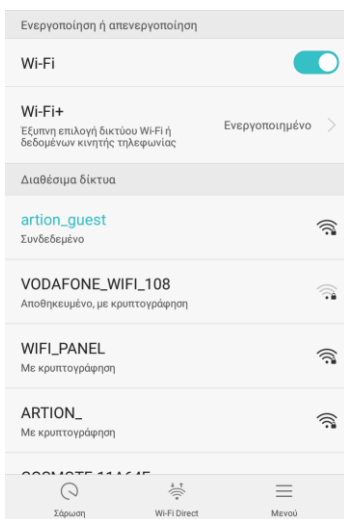 Ενεργοποίηση ή απενεργοποίηση
Wi-Fi
Wi-Fi+
Έξυπνη επιλογή δικτύου Wi-Fi ή
δεδομένων κινητής τηλεφωνίας
Ενεργοποιημένο
Διαθέσιμα δίκτυα
artion_guest
Συνδεδεμένο
VODAFONE_WIFI_108
Αποθηκευμένο, με κρυπτογράφηση
WIFI_PANEL
Με κρυπτογράφηση
ARTION_
Με κρυπτογράφηση
Σάρωση
Wi-Fi Direct
Μενού